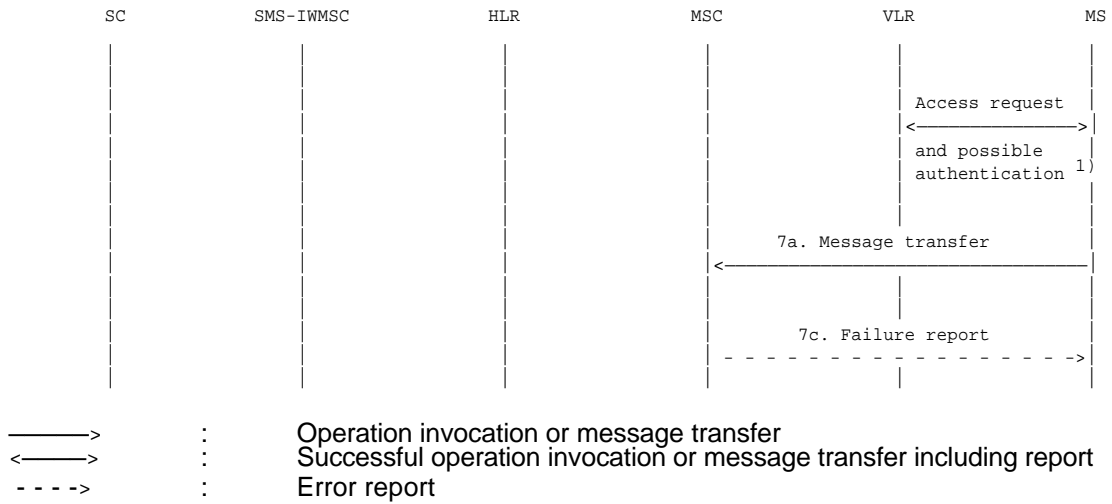 SC SMS-IWMSC HLR MSC VLR MS
Access request
and possible
authentication 1)
7a. Message transfer
7c. Failure report
: Operation invocation or message transfer
: Successful operation invocation or message transfer including report
: Error report